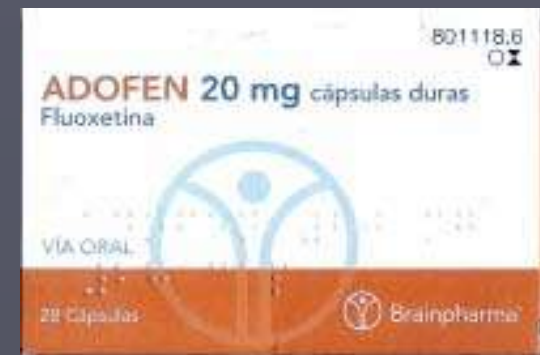 801118.6
ADOFEN 20 mg cápsulas duras
Fluoxetina
VÍA ORAL
28 Cápsulas
Brainpharma